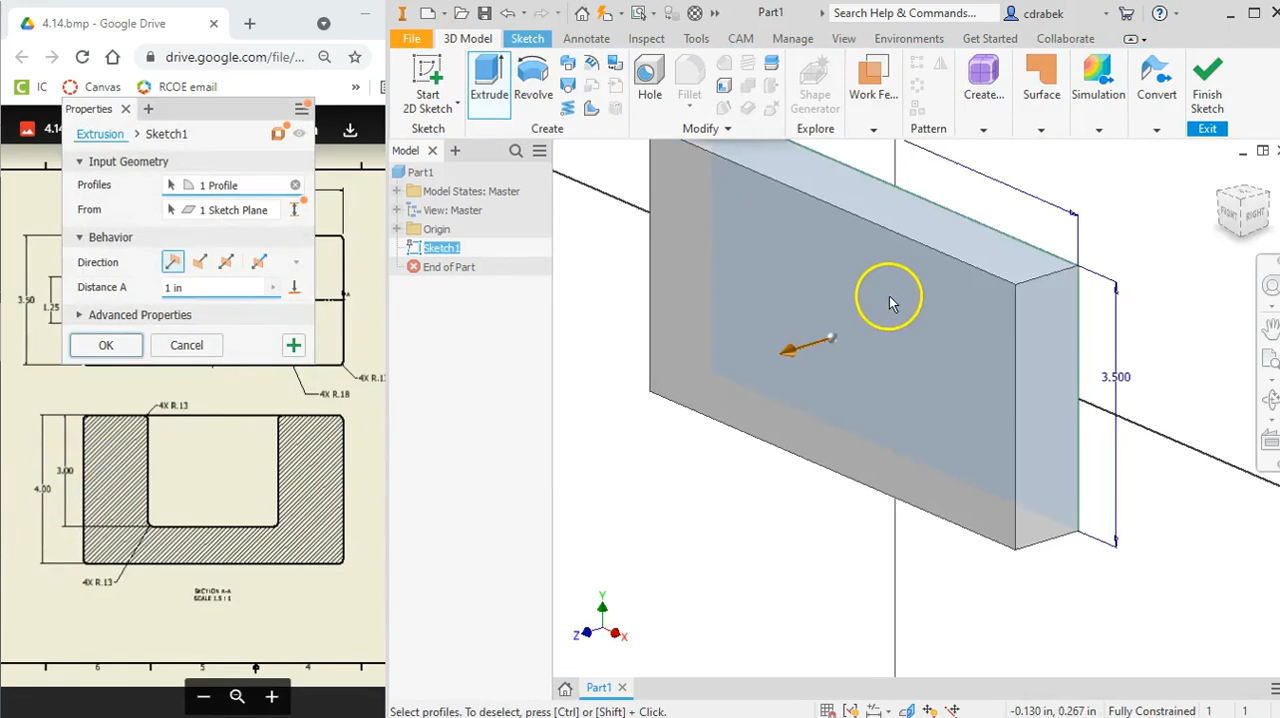 4.14.bmp - Google Drive
drive.google.com/file/...
IC
Canvas
RCOE email
Part1
Search Help & Commands...
cdrabek
File
3D Model
Sketch
Annotate
Inspect
Tools
CAM
Manage
View
Environments
Get Started
Collaborate
Start
2D Sketch
Extrude
Revolve
Hole
Fillet
Work Fe...
Shape
Generator
Create...
Surface
Simulation
Convert
Finish
Sketch
Sketch
Create
Modify
Explore
Pattern
Exit
Properties
Extrusion
Sketch1
Input Geometry
Profiles
1 Profile
From
1 Sketch Plane
Behavior
Direction
Distance A
1 in
Advanced Properties
OK
Cancel
Model
Part1
Model States: Master
View: Master
Origin
Sketch1
End of Part
3.50
1.25
4X R.18
4X R.13
3.00
4.00
4X R.13
SECTION A-A
SCALE 1.5 : 1
6
5
4
3.500
FRONT
RIGHT
Y
Z
X
Part1
Select profiles. To deselect, press [Ctrl] or [Shift] + Click.
-0.130 in, 0.267 in
Fully Constrained
1
1